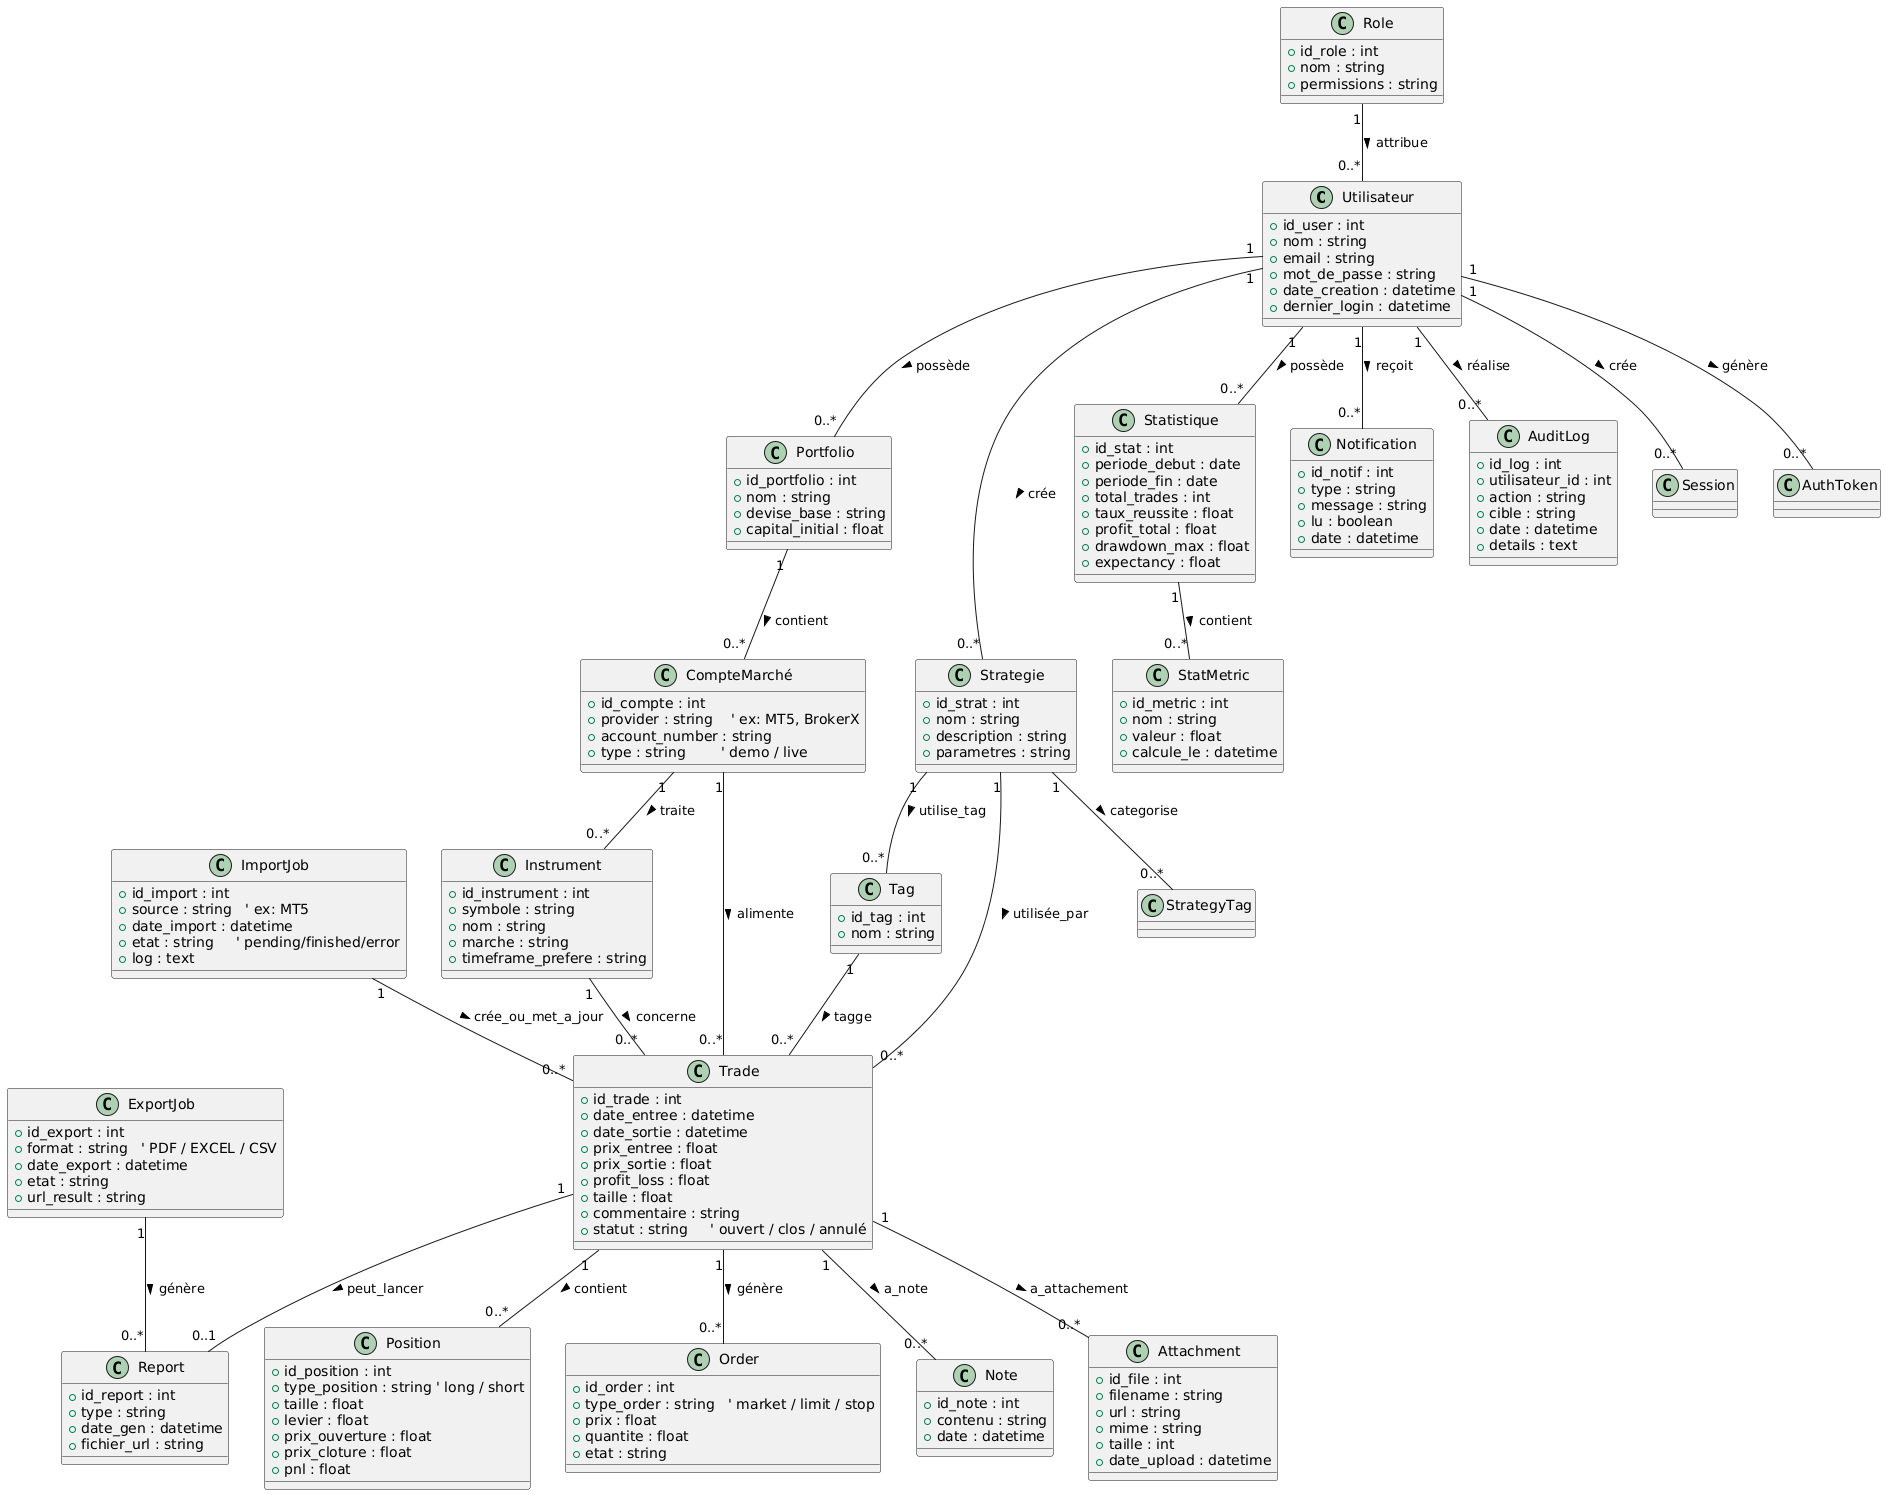 Role
id_role : int
nom : string
permissions : string
1
attribue
0..*
Utilisateur
id_user : int
nom : string
email : string
mot_de_passe : string
date_creation : datetime
dernier_login : datetime
1
1
1
1
1
1
1
possède
crée
possède
reçoit
réalise
crée
génère
0..*
0..*
0..*
0..*
0..*
0..*
0..*
Portfolio
id_portfolio : int
nom : string
devise_base : string
capital_initial : float
Statistique
id_stat : int
periode_debut : date
periode_fin : date
total_trades : int
taux_reussite : float
profit_total : float
drawdown_max : float
expectancy : float
Notification
id_notif : int
type : string
message : string
lu : boolean
date : datetime
AuditLog
id_log : int
utilisateur_id : int
action : string
cible : string
date : datetime
details : text
Session
AuthToken
1
contient
0..*
1
contient
0..*
CompteMarché
id_compte : int
provider : string    ' ex: MT5, BrokerX
account_number : string
type : string        ' demo / live
Strategie
id_strat : int
nom : string
description : string
parametres : string
StatMetric
id_metric : int
nom : string
valeur : float
calcule_le : datetime
1
traite
0..*
1
alimente
0..*
1
utilise_tag
0..*
1
utilisée_par
0..*
1
categorise
0..*
ImportJob
id_import : int
source : string   ' ex: MT5
date_import : datetime
etat : string     ' pending/finished/error
log : text
Instrument
id_instrument : int
symbole : string
nom : string
marche : string
timeframe_prefere : string
Tag
id_tag : int
nom : string
StrategyTag
1
crée_ou_met_a_jour
0..*
1
concerne
0..*
1
tagge
0..*
ExportJob
id_export : int
format : string   ' PDF / EXCEL / CSV
date_export : datetime
etat : string
url_result : string
Trade
id_trade : int
date_entree : datetime
date_sortie : datetime
prix_entree : float
prix_sortie : float
profit_loss : float
taille : float
commentaire : string
statut : string     ' ouvert / clos / annulé
1
génère
0..*
1
peut_lancer
0..1
1
contient
0..*
1
génère
0..*
1
a_note
0..*
1
a_attachement
0..*
Report
id_report : int
type : string
date_gen : datetime
fichier_url : string
Position
id_position : int
type_position : string ' long / short
taille : float
levier : float
prix_ouverture : float
prix_cloture : float
pnl : float
Order
id_order : int
type_order : string   ' market / limit / stop
prix : float
quantite : float
etat : string
Note
id_note : int
contenu : string
date : datetime
Attachment
id_file : int
filename : string
url : string
mime : string
taille : int
date_upload : datetime